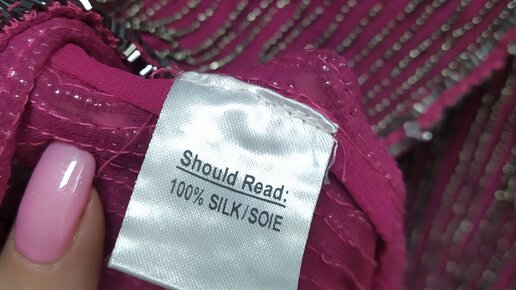 Should Read:
100% SILK/SOIE